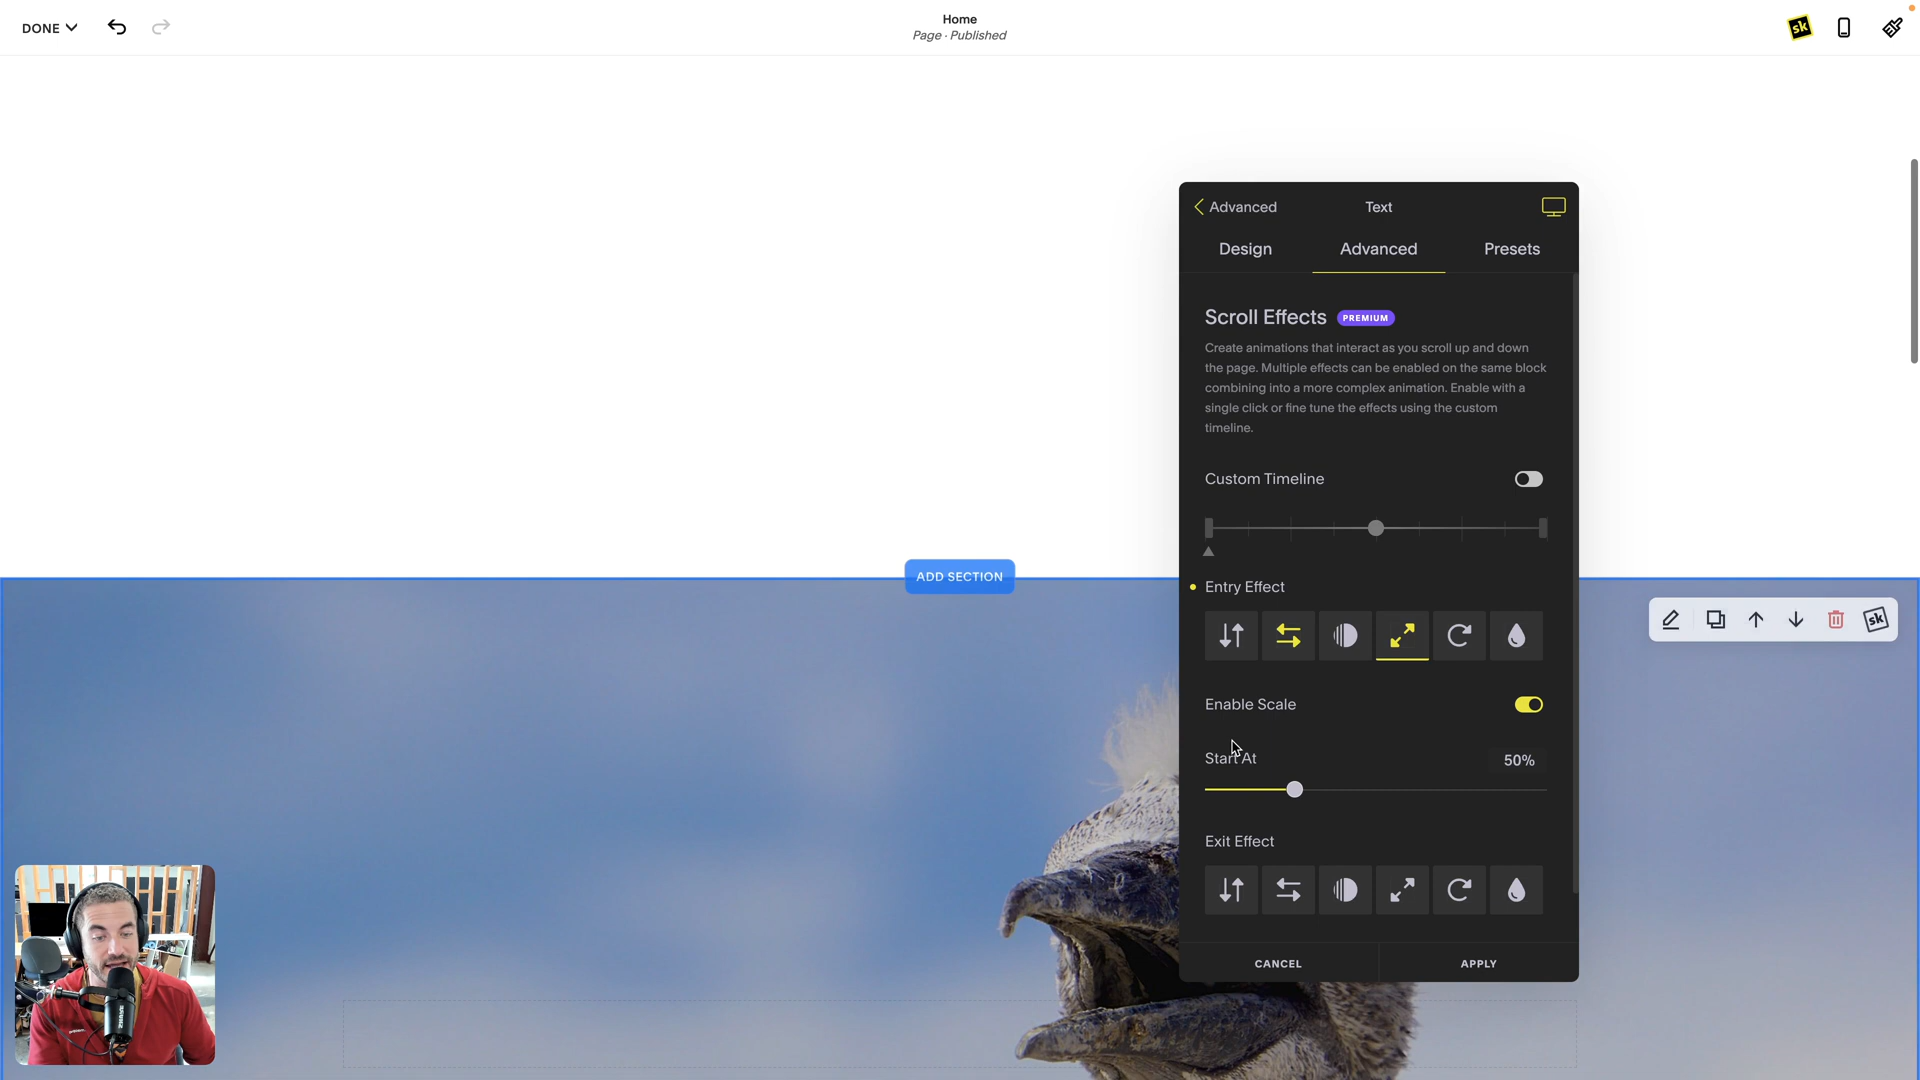 DONE
Home
Page · Published
sk
Advanced
Text
Design
Advanced
Presets
Scroll Effects PREMIUM
Create animations that interact as you scroll up and down
the page. Multiple effects can be enabled on the same block
combining into a more complex animation. Enable with a
single click or fine tune the effects using the custom
timeline.
Custom Timeline
ADD SECTION
Entry Effect
sk
Enable Scale
Start At
50%
Exit Effect
CANCEL
APPLY